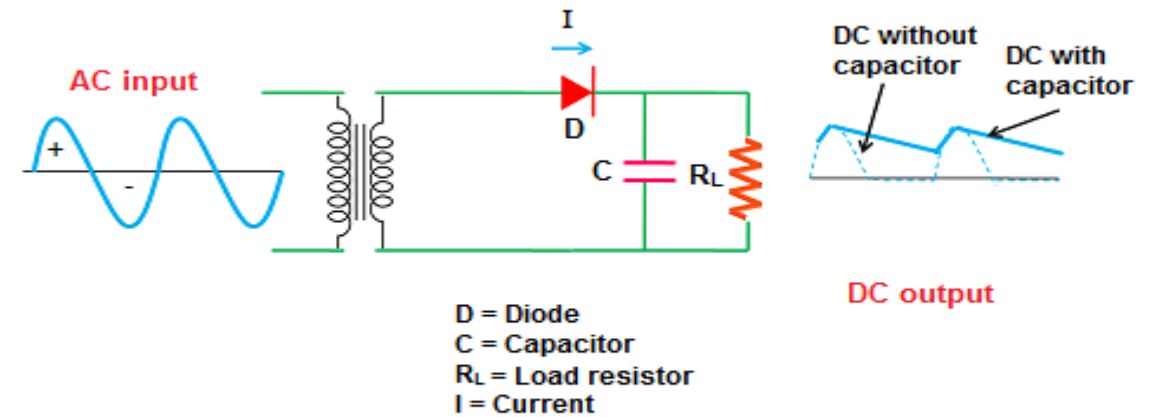 I
AC input
+
-
D
C
RL
DC without
capacitor
DC with
capacitor
DC output
D = Diode
C = Capacitor
RL = Load resistor
I = Current